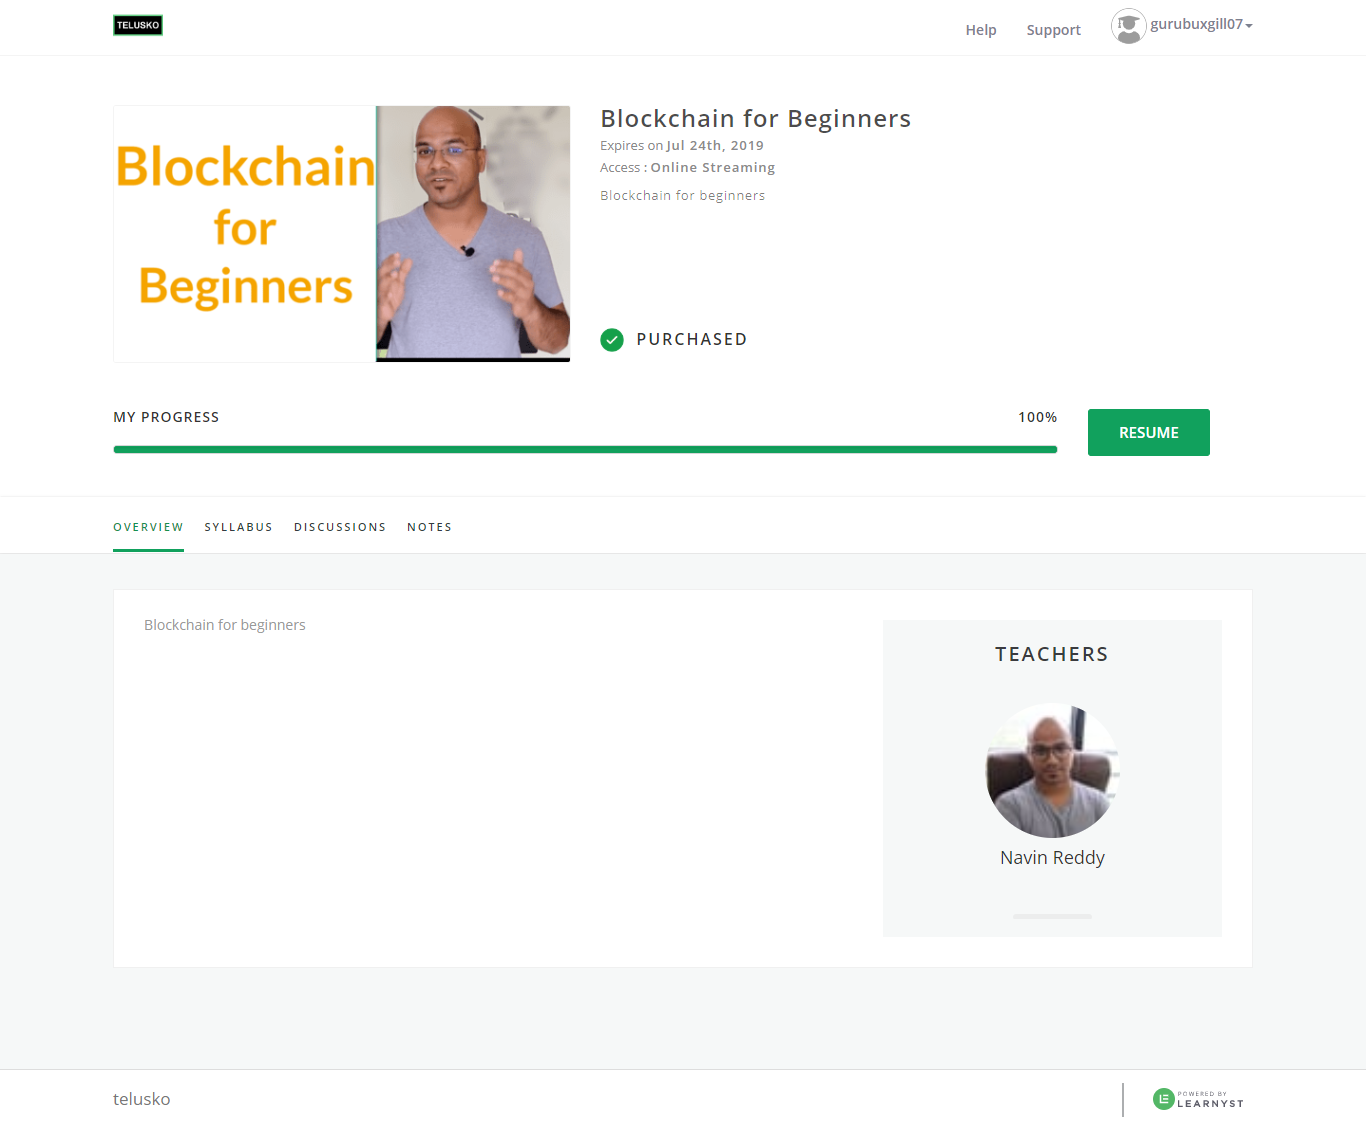 TELUSKO
Help
Support
gurubuxgill07
Blockchain
for
Beginners
Blockchain for Beginners
Expires on Jul 24th, 2019
Access : Online Streaming
Blockchain for beginners
PURCHASED
MY PROGRESS
100%
RESUME
OVERVIEW
SYLLABUS
DISCUSSIONS
NOTES
Blockchain for beginners
TEACHERS
Navin Reddy
telusko
POWERED BY
LEARNYST